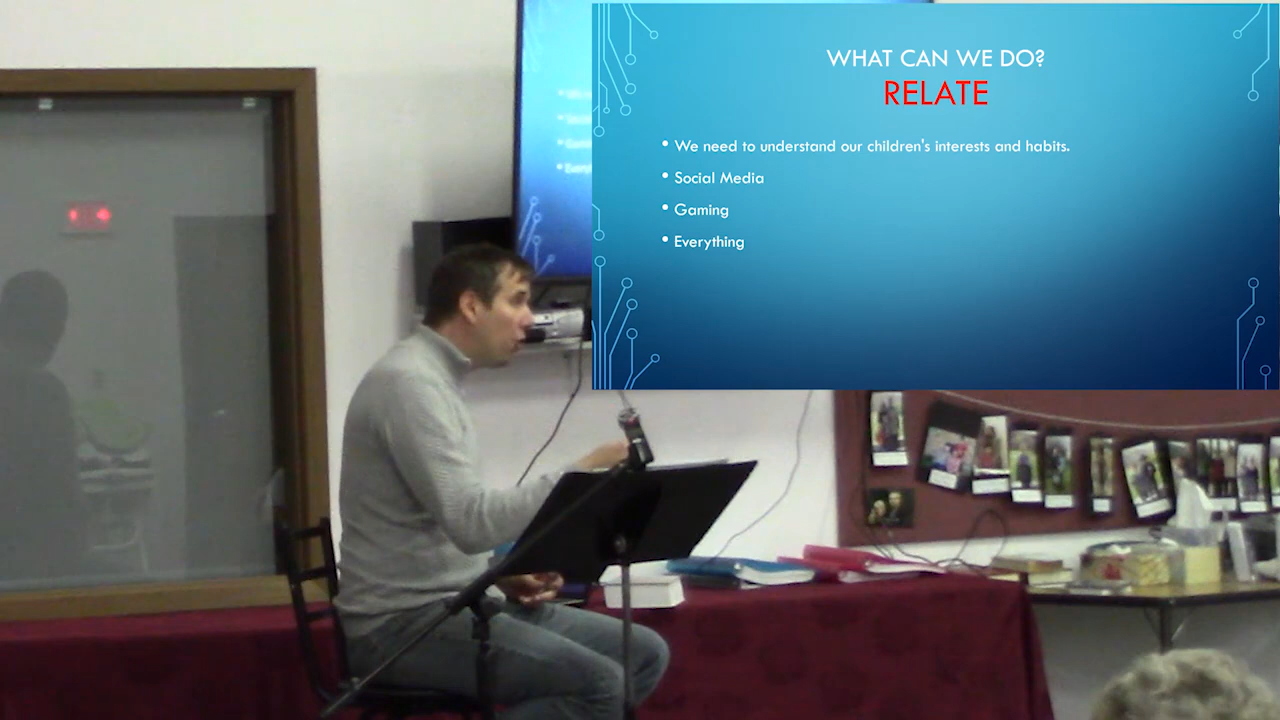 WHAT CAN WE DO?
RELATE
• We need to understand our children's interests and habits.
• Social Media
• Gaming
• Everything